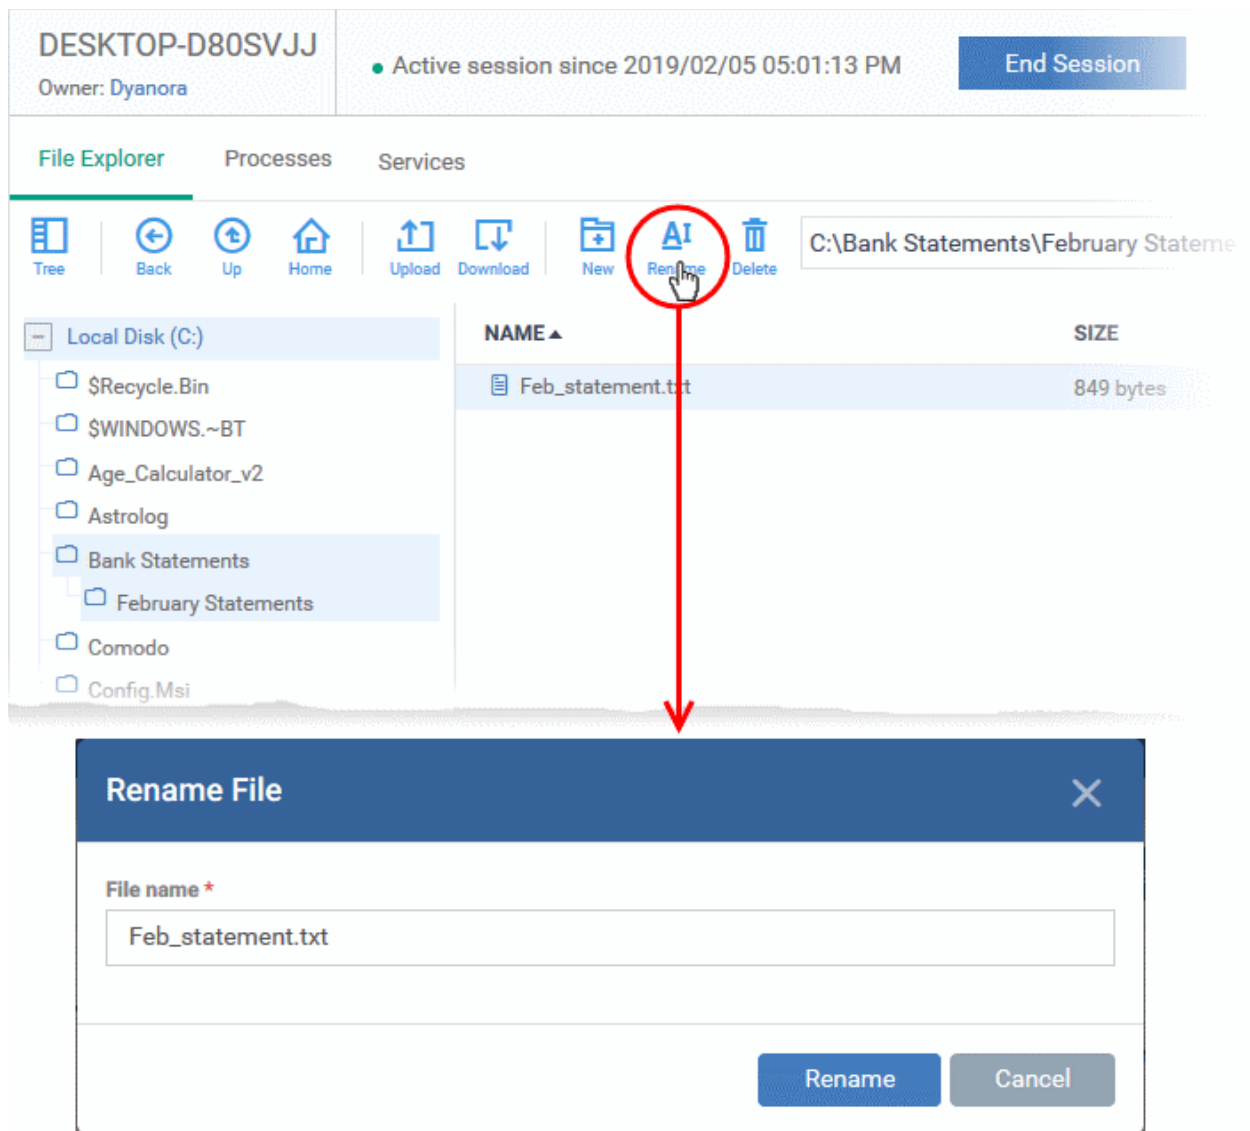 DESKTOP-D80SVJJ
Owner: Dyanora
Active session since 2019/02/05 05:01:13 PM
End Session
File Explorer Processes Services
Tree Back Up Home Upload Download New Rename Delete
C:\Bank Statements\February Stateme
Local Disk (C:)
$Recycle.Bin
$WINDOWS.~BT
Age_Calculator_v2
Astrolog
Bank Statements
February Statements
Comodo
Config.Msi
NAME SIZE
Feb_statement.txt 849 bytes
Rename File
File name *
Feb_statement.txt
Rename Cancel